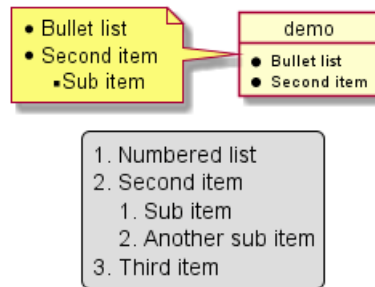 • Bullet list
• Second item
▪Sub item
demo
• Bullet list
• Second item
1. Numbered list
2. Second item
1. Sub item
2. Another sub item
3. Third item